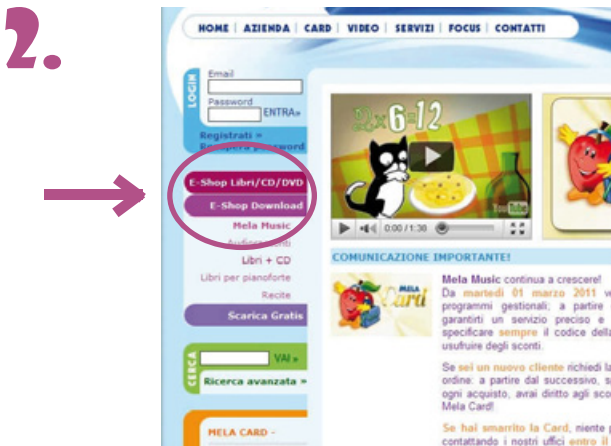 2.
HOME | AZIENDA | CARD | VIDEO | SERVIZI | FOCUS | CONTATTI
LOGIN
Email
Password
ENTRA»
Registrati »
Recupera password
E-Shop Libri/CD/DVD
E-Shop Download
Mela Music
Libri + CD
Libri per pianoforte
Recite
Scarica Gratis
CERCA
VAI »
Ricerca avanzata »
MELA CARD -
2x6=12
YouTube
0:00 / 1:38
COMUNICAZIONE IMPORTANTE!
MELA
Card
Mela Music continua a crescere!
Da martedì 01 marzo 2011
programmi gestionali; a partire
garantirti un servizio preciso e
specificare sempre il codice della
usufruire degli sconti.
Se sei un nuovo cliente richiedi la
ordine: a partire dal successivo,
ogni acquisto, avrai diritto agli
Mela Card!
Se hai smarrito la Card, niente
contattando i nostri uffici entro il